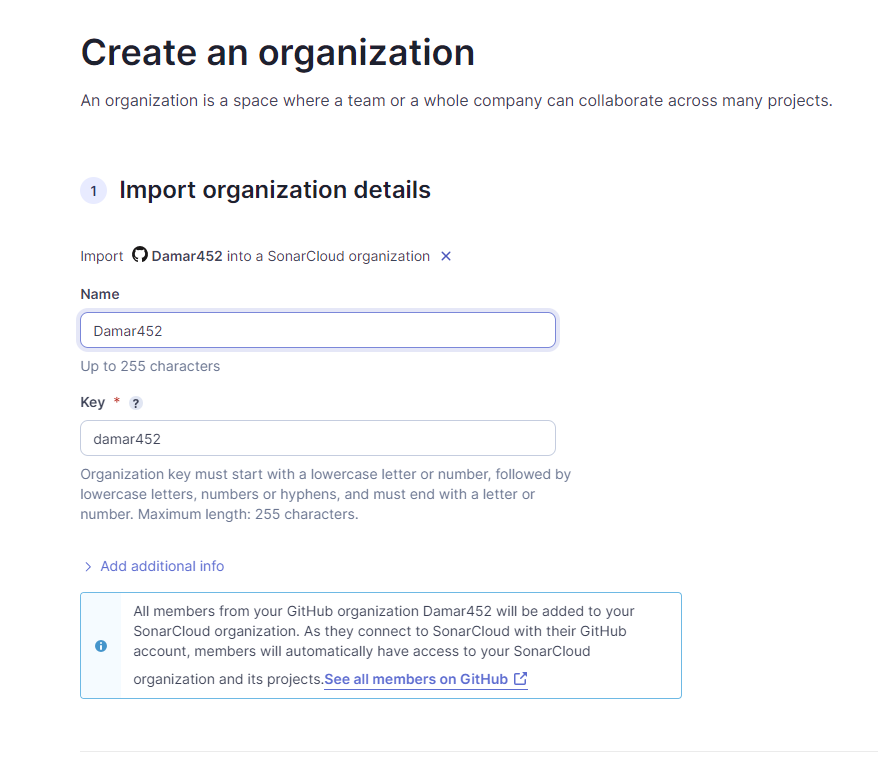 Create an organization
An organization is a space where a team or a whole company can collaborate across many projects.
1 Import organization details
Import Damar452 into a SonarCloud organization ✕
Name
Damar452
Up to 255 characters
Key * ?
damar452
Organization key must start with a lowercase letter or number, followed by
lowercase letters, numbers or hyphens, and must end with a letter or
number. Maximum length: 255 characters.
Add additional info
All members from your GitHub organization Damar452 will be added to your
SonarCloud organization. As they connect to SonarCloud with their GitHub
account, members will automatically have access to your SonarCloud
organization and its projects.See all members on GitHub